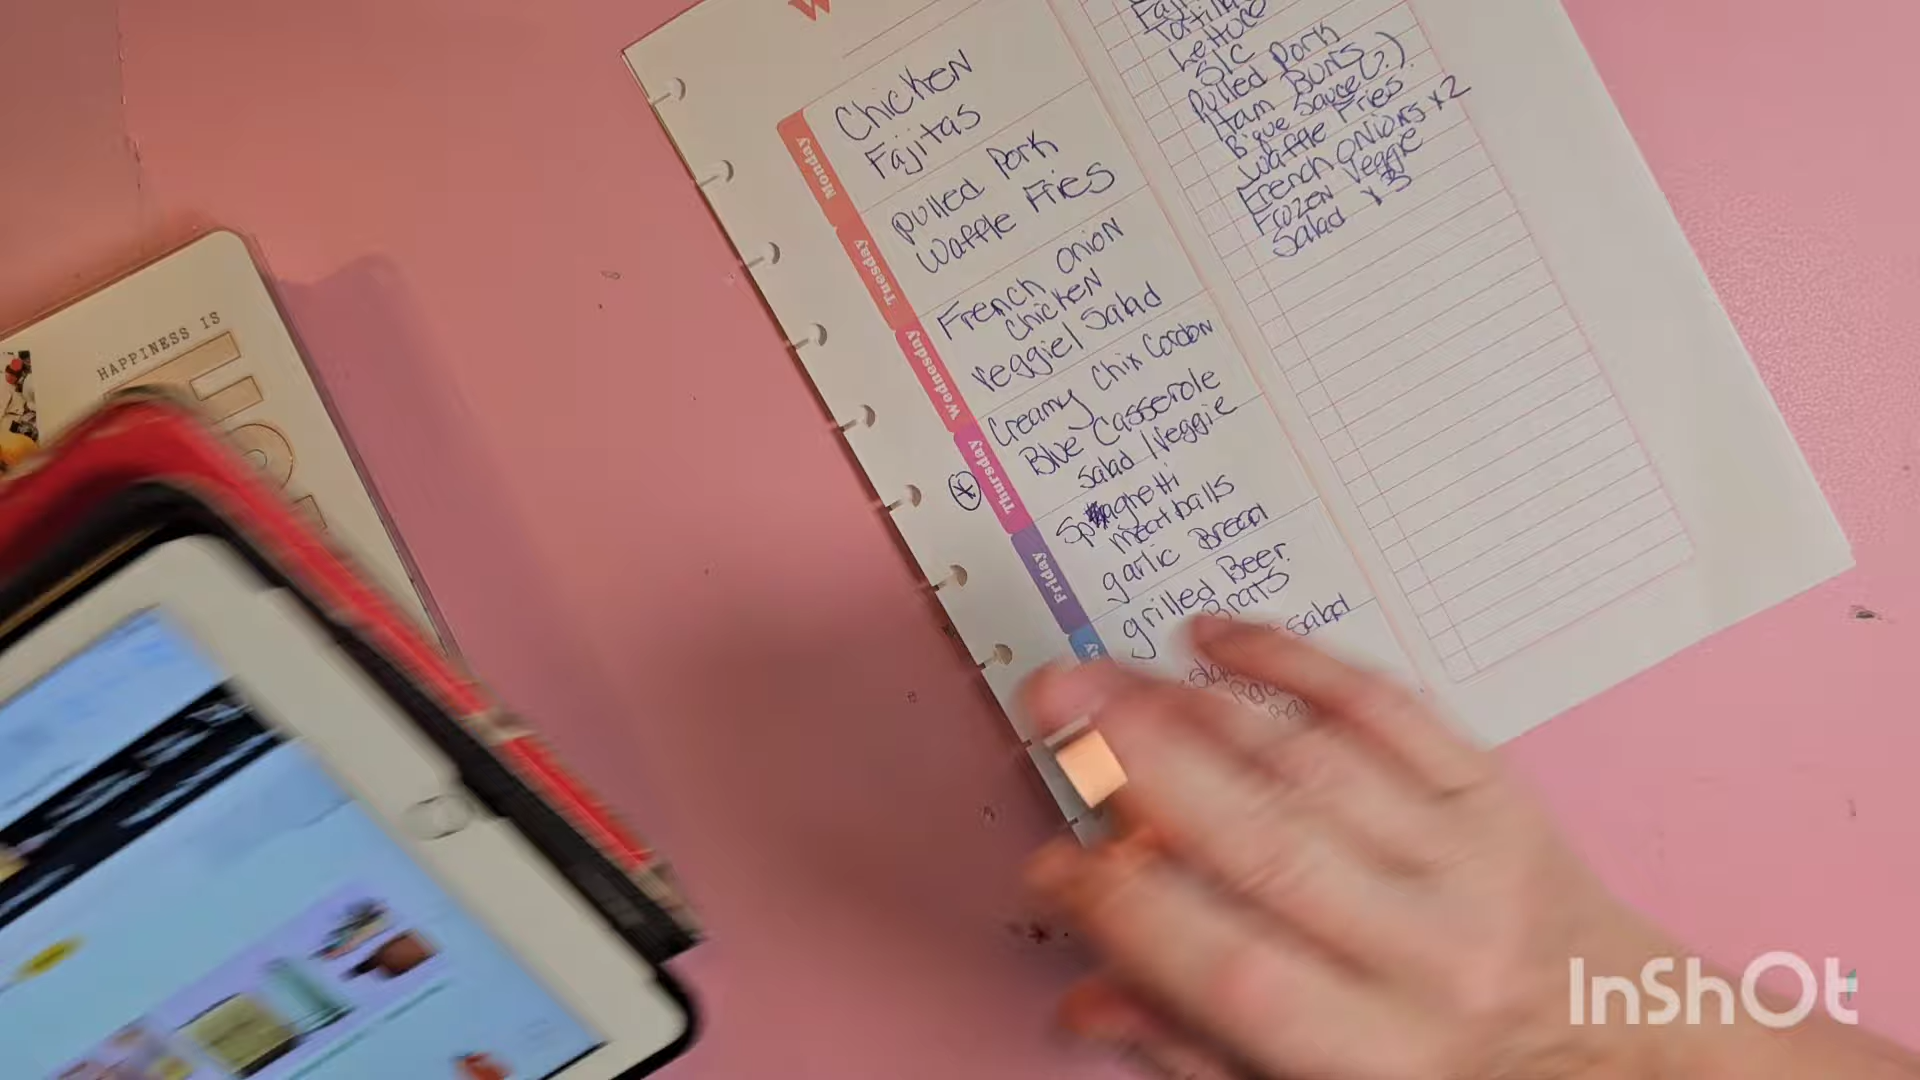 W
Monday
Chicken
Fajitas
Tuesday
pulled Pork
Waffle Fries
Wednesday
French onion
chicken
veggie/ Salad
Thursday
Creamy Chix Cordon
Blue Casserole
Salad /Veggie
Friday
Spaghetti
meatballs
garlic Bread
grilled Beer
Brats
salad
Tortilla
Lettuce
S/C
Pulled Pork
Ham Buns
B'que Sauce(?)
Waffle Fries
French onions x2
Frozen Veggie
Salad x3
HAPPINESS IS
InShOt